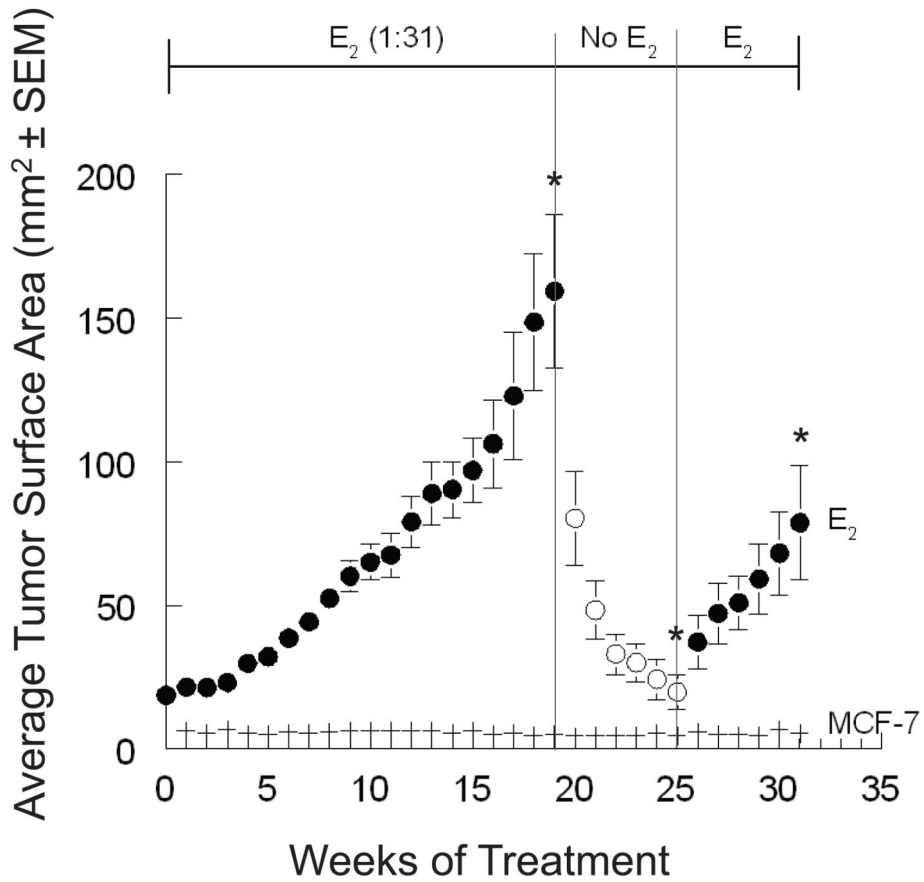 E₂ (1:31) No E₂ E₂
Average Tumor Surface Area (mm² ± SEM)
200
*
150
100
*
E₂
50
*
MCF-7
0
0 5 10 15 20 25 30 35
Weeks of Treatment